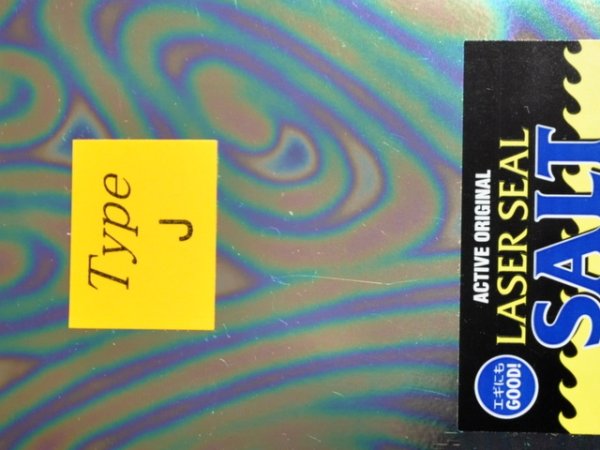 Type
J
ACTIVE ORIGINAL
LASER SEAL
SALT
エギにも
GOOD!